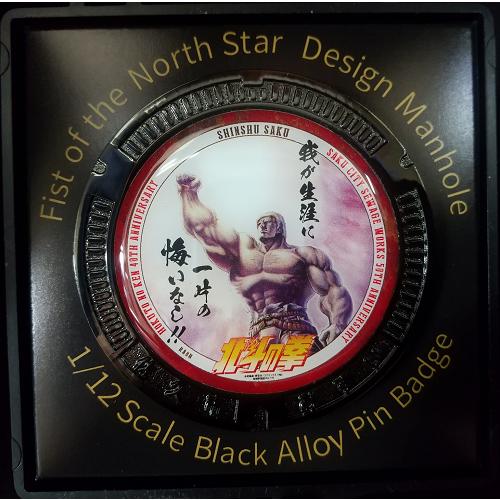 Fist of the North Star Design Manhole
SHINSHU SAKU
SAKU CITY SEWAGE WORKS 50TH ANNIVERSARY
HOKUTO NO KEN 40TH ANNIVERSARY
我が生涯に
一片の
悔いなし!!
RAOH
北斗の拳
1/12 Scale Black Alloy Pin Badge